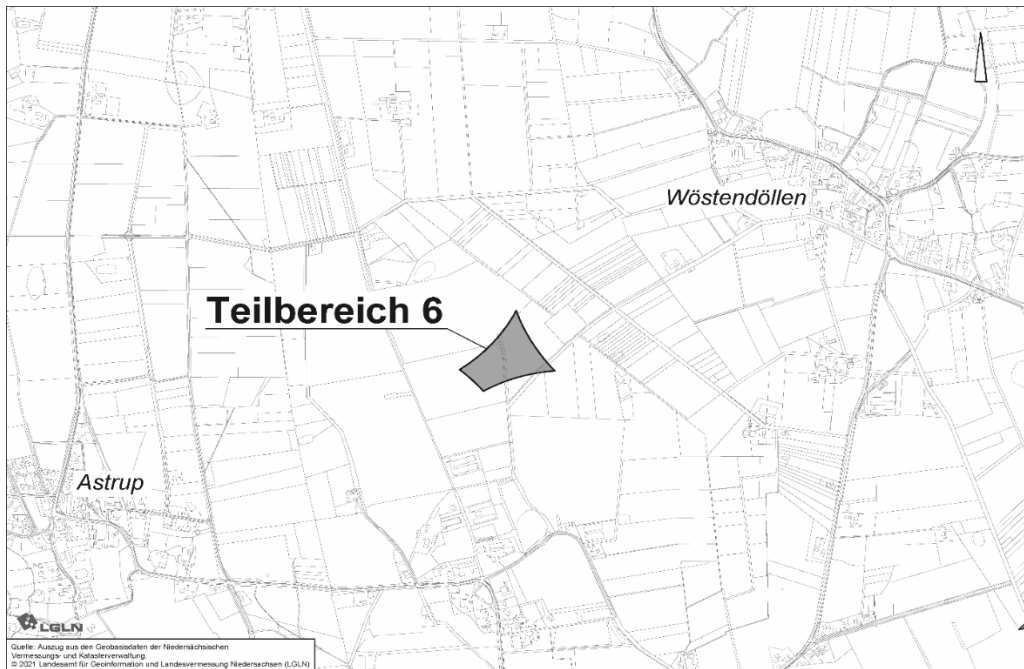 Wöstendöllen
Teilbereich 6
Astrup
LGLN
Quelle: Auszug aus den Geobasisdaten der Niedersächsischen
Vermessungs- und Katasterverwaltung,
© 2021 Landesamt für Geoinformation und Landesvermessung Niedersachsen (LGLN)